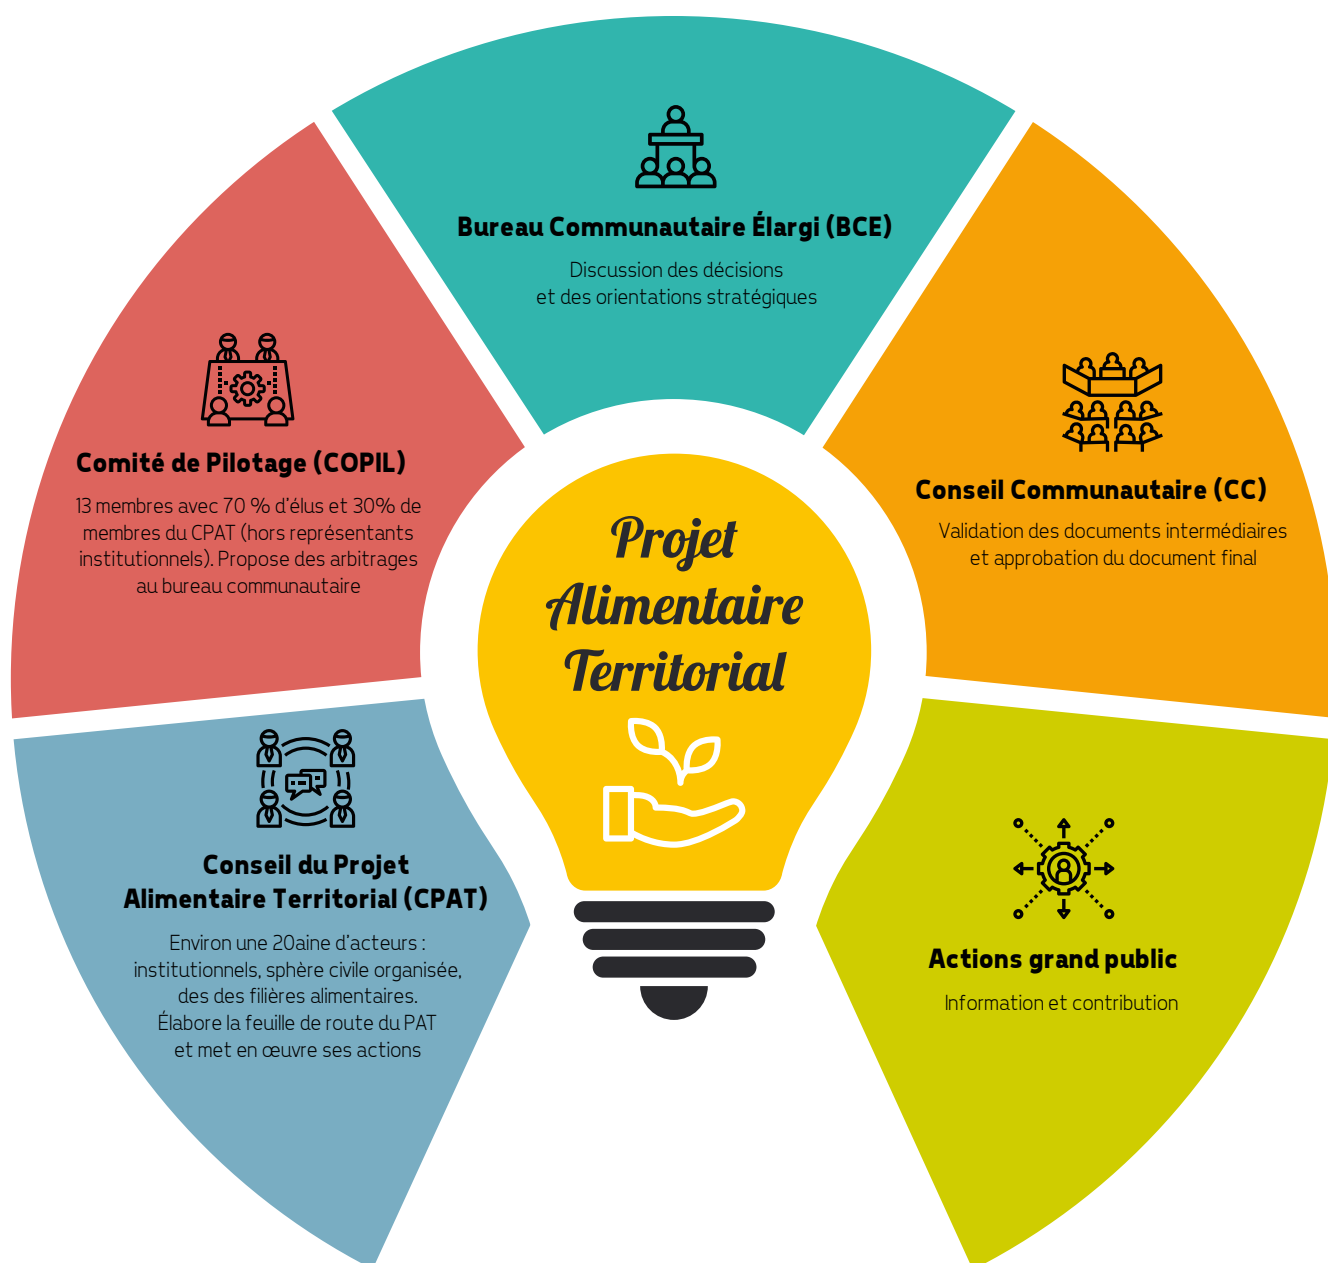 Bureau Communautaire Élargi (BCE)
Discussion des décisions
et des orientations stratégiques
Comité de Pilotage (COPIL)
13 membres avec 70 % d'élus et 30% de
membres du CPAT (hors représentants
institutionnels). Propose des arbitrages
au bureau communautaire
Conseil Communautaire (CC)
Validation des documents intermédiaires
et approbation du document final
Projet
Alimentaire
Territorial
Conseil du Projet
Alimentaire Territorial (CPAT)
Environ une 20aine d'acteurs :
institutionnels, sphère civile organisée,
des des filières alimentaires.
Élabore la feuille de route du PAT
et met en œuvre ses actions
Actions grand public
Information et contribution